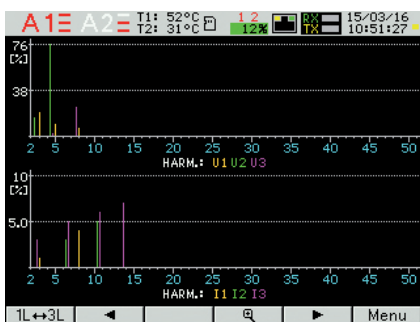 A1 A2 T1: 52°C 1 2 RX 15/03/16
T2: 31°C 12% TX 10:51:27
76
[%]
38
2 5 10 15 20 25 30 35 40 45 50
HARM.: U1 U2 U3
10
[%]
5.0
2 5 10 15 20 25 30 35 40 45 50
HARM.: I1 I2 I3
1L↔3L ◄ ► Menu